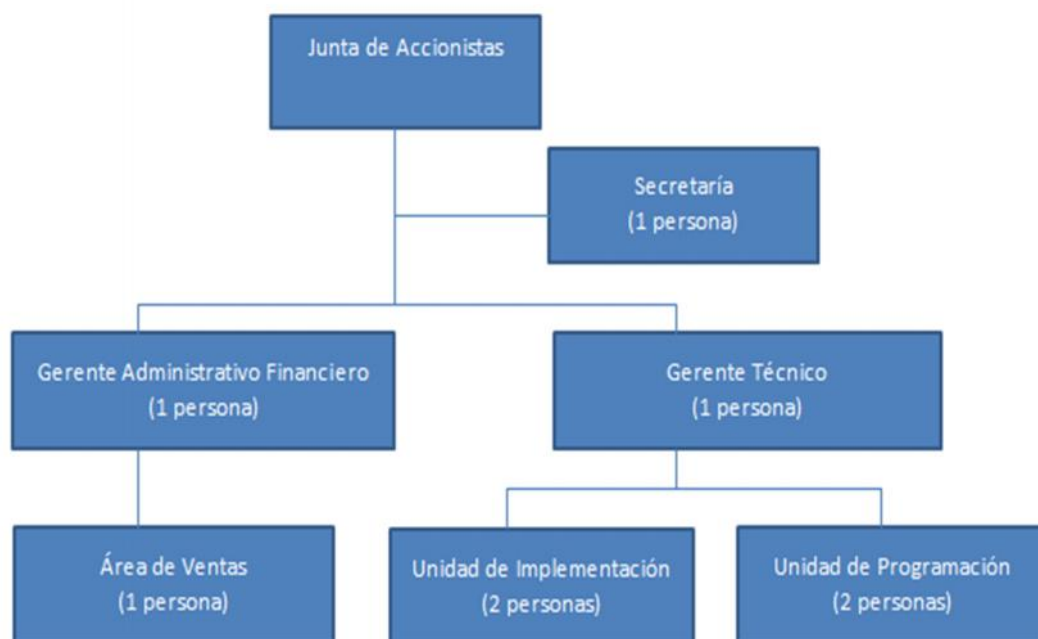 Junta de Accionistas
Secretaría
(1 persona)
Gerente Administrativo Financiero
(1 persona)
Gerente Técnico
(1 persona)
Área de Ventas
(1 persona)
Unidad de Implementación
(2 personas)
Unidad de Programación
(2 personas)